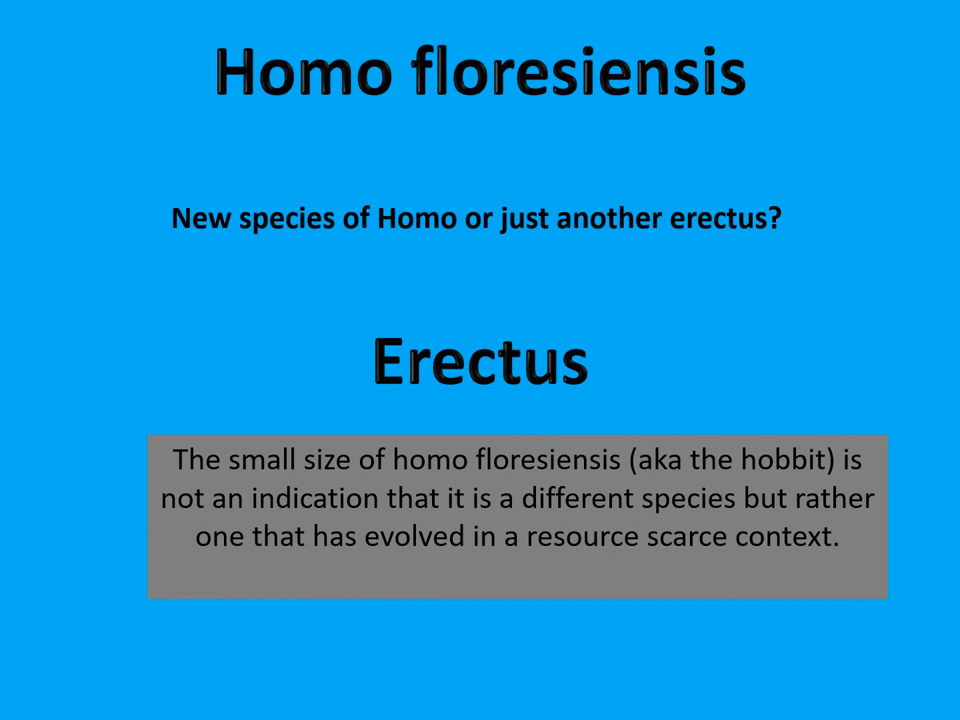 Homo floresiensis
New species of Homo or just another erectus?
Erectus
The small size of homo floresiensis (aka the hobbit) is
not an indication that it is a different species but rather
one that has evolved in a resource scarce context.